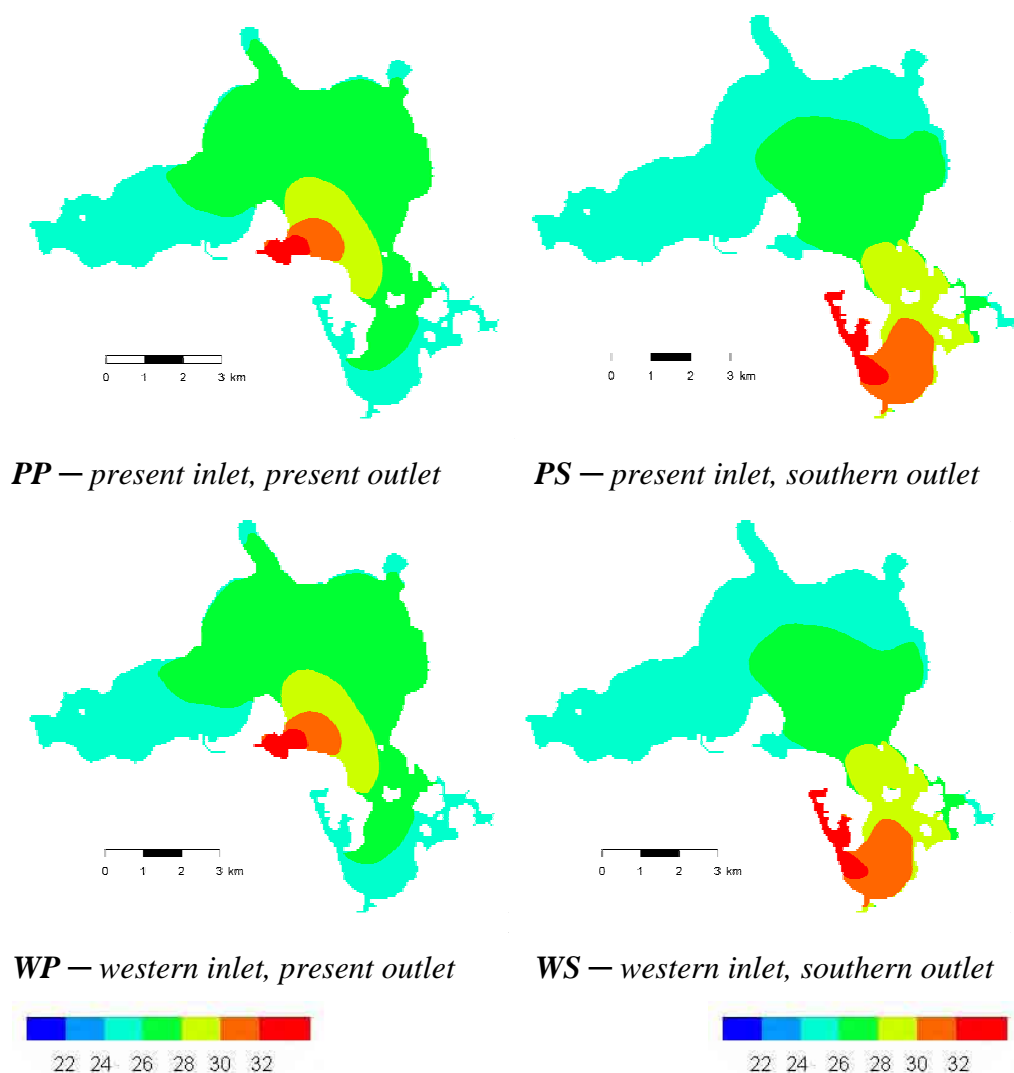 0 1 2 3 km
0 1 2 3 km
PP — present inlet, present outlet
PS — present inlet, southern outlet
0 1 2 3 km
0 1 2 3 km
WP — western inlet, present outlet
WS — western inlet, southern outlet
22 24 26 28 30 32
22 24 26 28 30 32